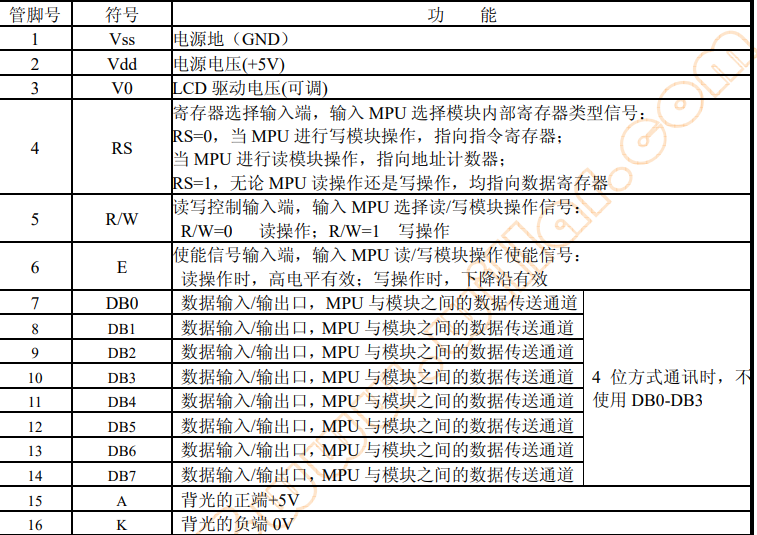 管脚号 符号 功 能
1 Vss 电源地（GND）
2 Vdd 电源电压(+5V)
3 V0 LCD 驱动电压(可调)
4 RS 寄存器选择输入端，输入 MPU 选择模块内部寄存器类型信号：
RS=0，当 MPU 进行写模块操作，指向指令寄存器；
当 MPU 进行读模块操作，指向地址计数器；
RS=1，无论 MPU 读操作还是写操作，均指向数据寄存器
5 R/W 读写控制输入端，输入 MPU 选择读/写模块操作信号：
R/W=0 读操作；R/W=1 写操作
6 E 使能信号输入端，输入 MPU 读/写模块操作使能信号：
读操作时，高电平有效；写操作时，下降沿有效
7 DB0 数据输入/输出口，MPU 与模块之间的数据传送通道
8 DB1 数据输入/输出口，MPU 与模块之间的数据传送通道
9 DB2 数据输入/输出口，MPU 与模块之间的数据传送通道
10 DB3 数据输入/输出口，MPU 与模块之间的数据传送通道
11 DB4 数据输入/输出口，MPU 与模块之间的数据传送通道
12 DB5 数据输入/输出口，MPU 与模块之间的数据传送通道
13 DB6 数据输入/输出口，MPU 与模块之间的数据传送通道
14 DB7 数据输入/输出口，MPU 与模块之间的数据传送通道
4 位方式通讯时，不
使用 DB0-DB3
15 A 背光的正端+5V
16 K 背光的负端 0V